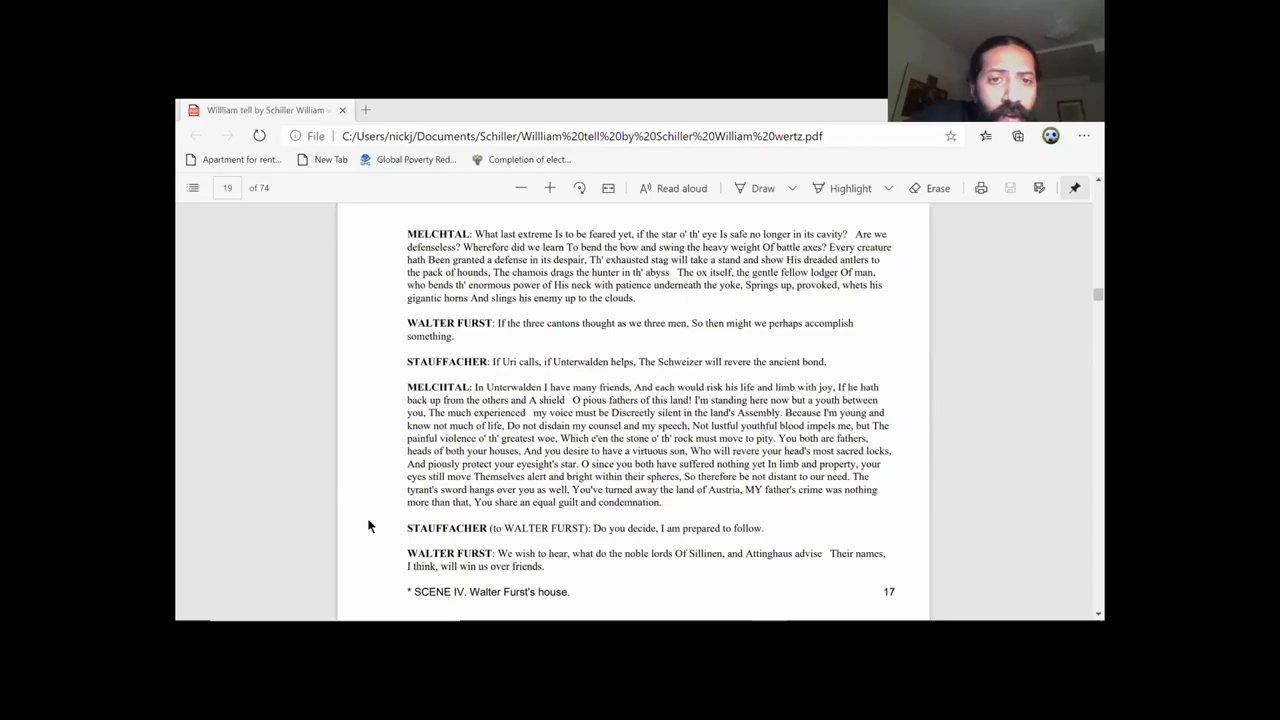 Willliam tell by Schiller William
File C:/Users/nickj/Documents/Schiller/Willliam%20tell%20by%20Schiller%20William%20wertz.pdf
Apartment for rent... New Tab Global Poverty Red... Completion of elect...
19 of 74 Read aloud Draw Highlight Erase
MELCHTAL: What last extreme Is to be feared yet, if the star o' th' eye Is safe no longer in its cavity? Are we
defenseless? Wherefore did we learn To bend the bow and swing the heavy weight Of battle axes? Every creature
hath Been granted a defense in its despair, Th' exhausted stag will take a stand and show His dreaded antlers to
the pack of hounds, The chamois drags the hunter in th' abyss The ox itself, the gentle fellow lodger Of man,
who bends th' enormous power of His neck with patience underneath the yoke, Springs up, provoked, whets his
gigantic horns And slings his enemy up to the clouds.
WALTER FURST: If the three cantons thought as we three men, So then might we perhaps accomplish
something.
STAUFFACHER: If Uri calls, if Unterwalden helps, The Schweizer will revere the ancient bond.
MELCHTAL: In Unterwalden I have many friends, And each would risk his life and limb with joy, If he hath
back up from the others and A shield O pious fathers of this land! I'm standing here now but a youth between
you, The much experienced my voice must be Discreetly silent in the land's Assembly. Because I'm young and
know not much of life, Do not disdain my counsel and my speech, Not lustful youthful blood impels me, but The
painful violence o' th' greatest woe, Which e'en the stone o' th' rock must move to pity. You both are fathers,
heads of both your houses, And you desire to have a virtuous son, Who will revere your head's most sacred locks,
And piously protect your eyesight's star. O since you both have suffered nothing yet In limb and property, your
eyes still move Themselves alert and bright within their spheres, So therefore be not distant to our need. The
tyrant's sword hangs over you as well, You've turned away the land of Austria, MY father's crime was nothing
more than that, You share an equal guilt and condemnation.
STAUFFACHER (to WALTER FURST): Do you decide, I am prepared to follow.
WALTER FURST: We wish to hear, what do the noble lords Of Sillinen, and Attinghaus advise Their names,
I think, will win us over friends.
* SCENE IV. Walter Furst's house. 17